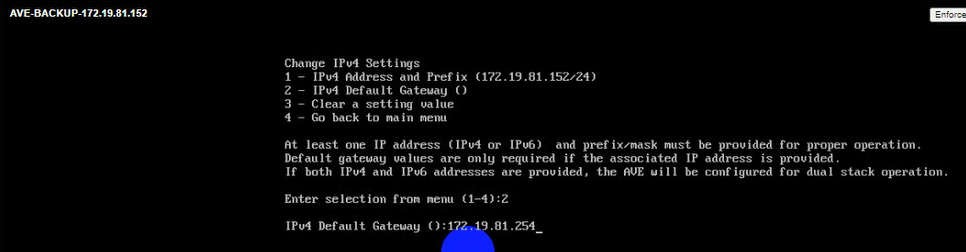 AVE-BACKUP-172.19.81.152
Enforce
Change IPv4 Settings
1 - IPv4 Address and Prefix (172.19.81.152/24)
2 - IPv4 Default Gateway ()
3 - Clear a setting value
4 - Go back to main menu
At least one IP address (IPv4 or IPv6)  and prefix/mask must be provided for proper operation.
Default gateway values are only required if the associated IP address is provided.
If both IPv4 and IPv6 addresses are provided, the AVE will be configured for dual stack operation.
Enter selection from menu (1-4):2
IPv4 Default Gateway ():172.19.81.254_